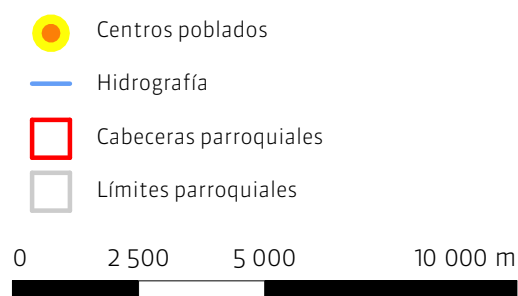 Centros poblados
Hidrografía
Cabeceras parroquiales
Límites parroquiales
0 2 500 5 000 10 000 m